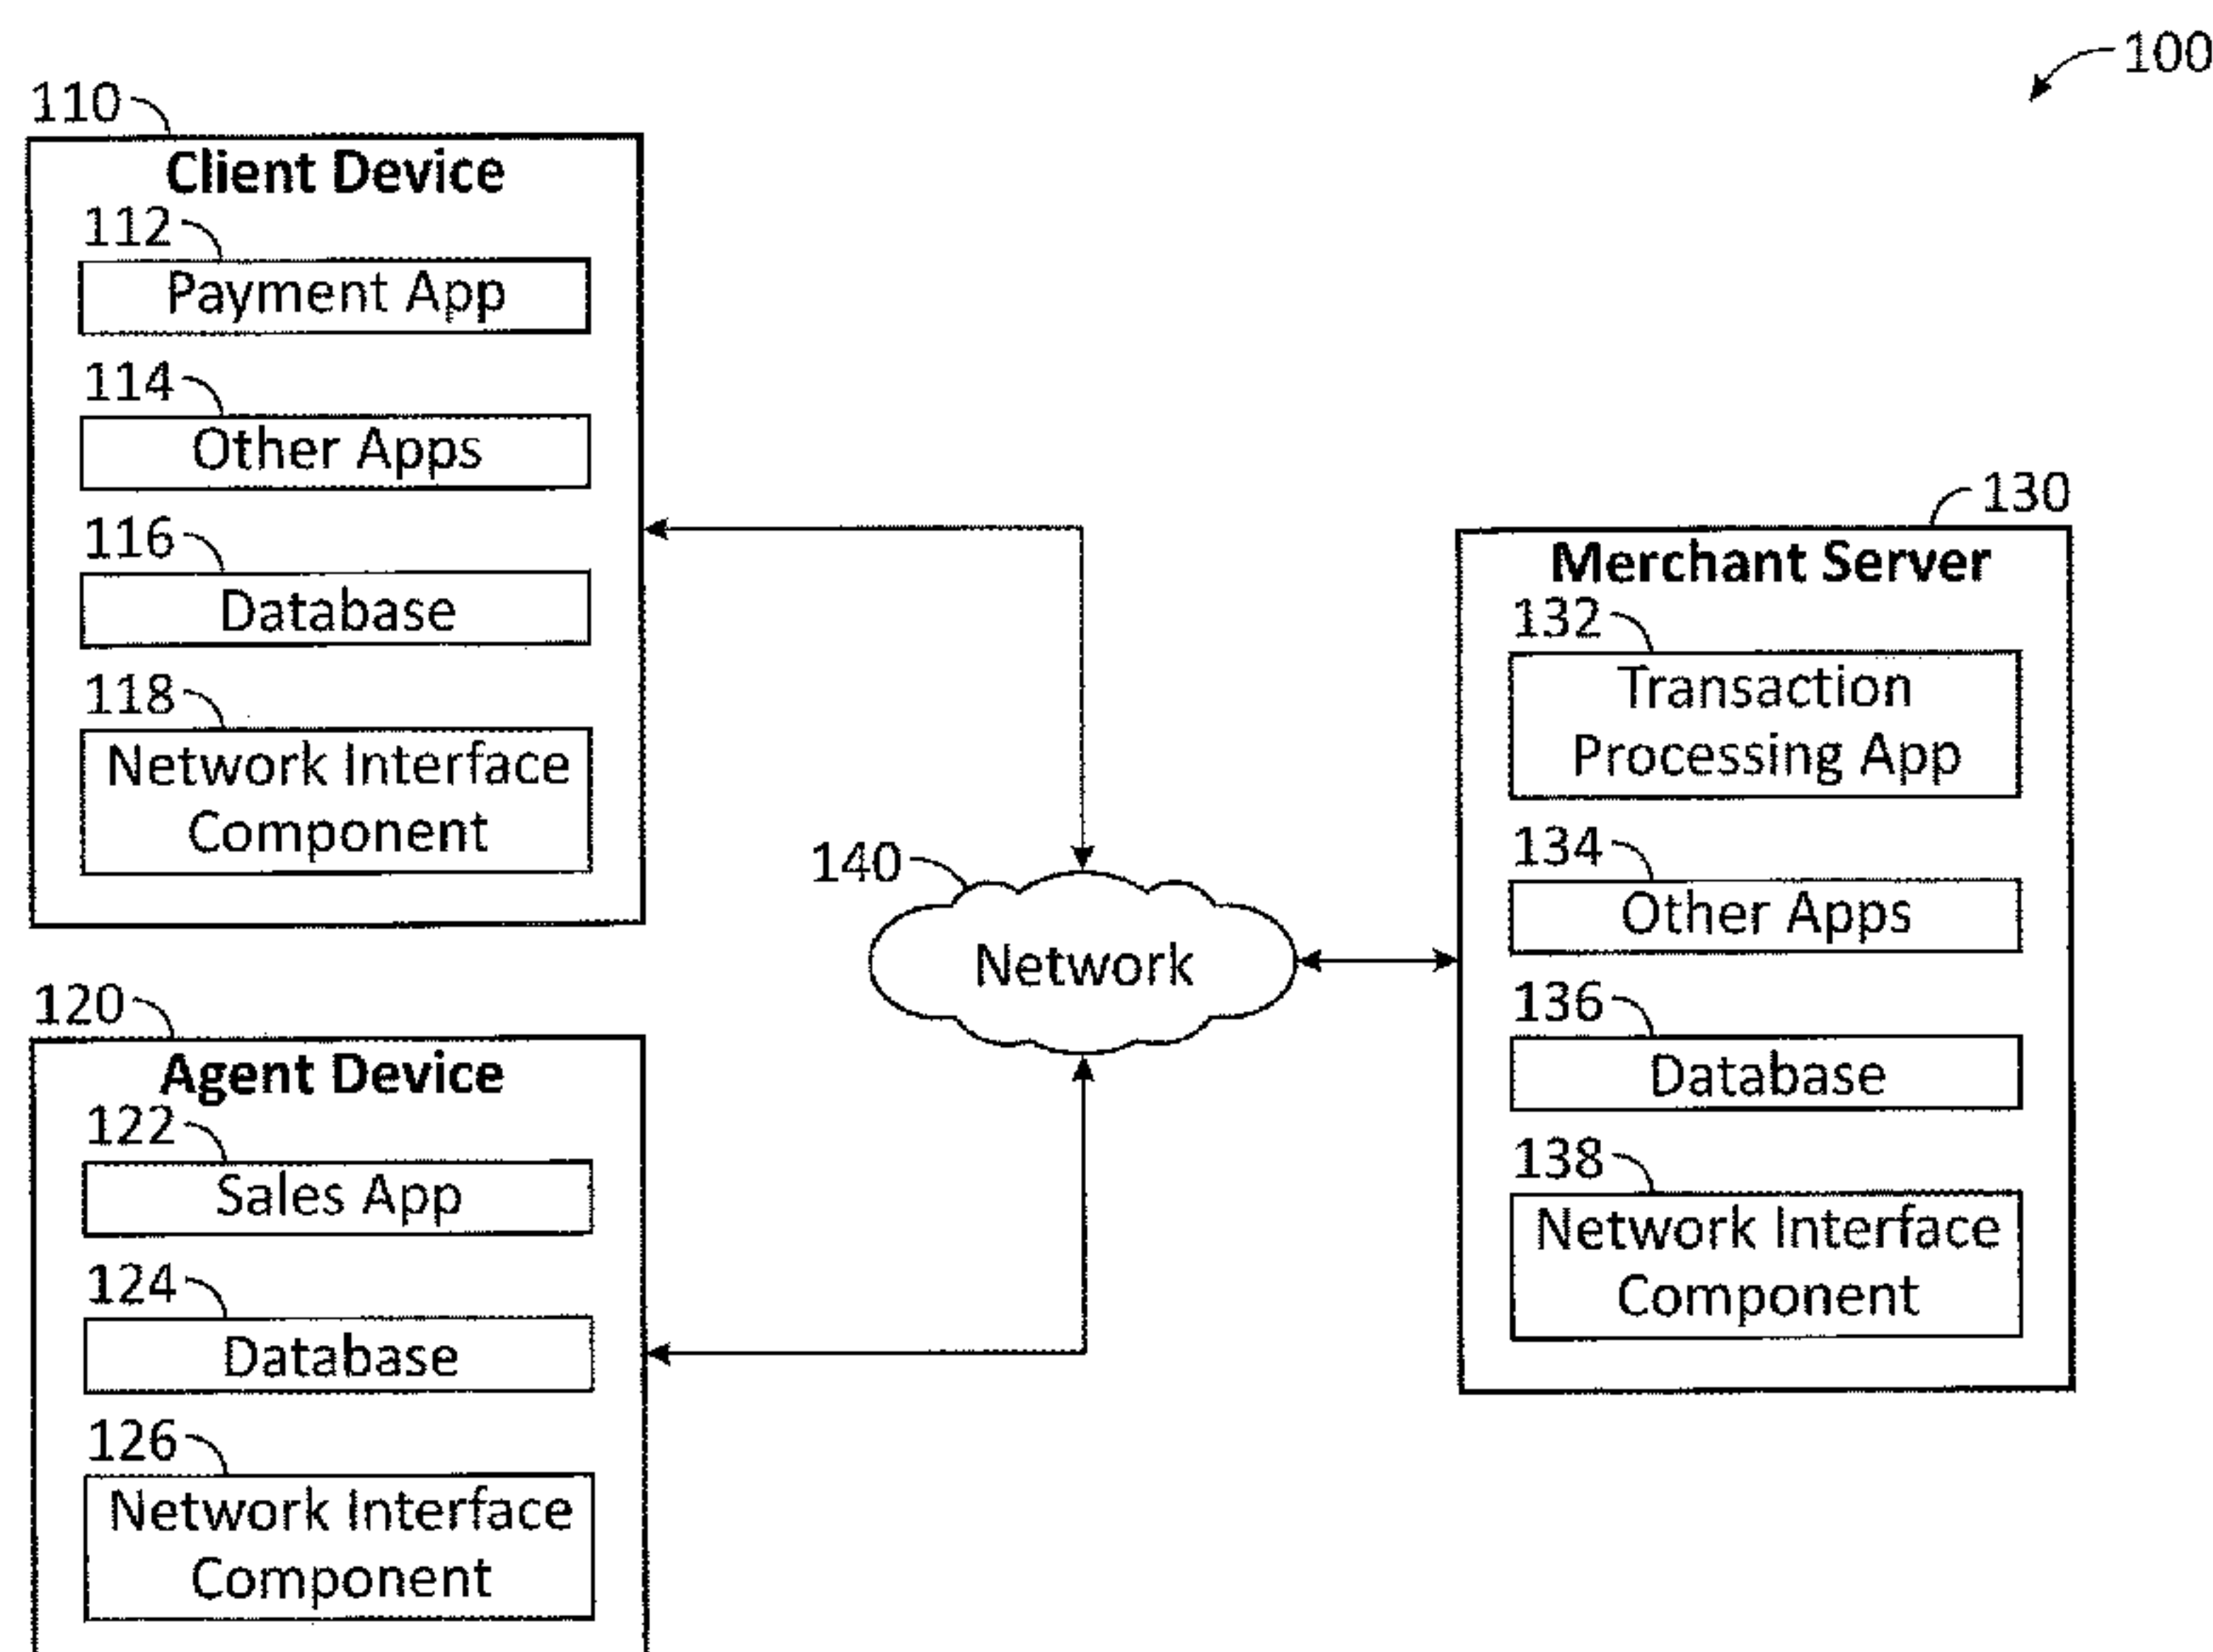 100
110
Client Device
112
Payment App
114
Other Apps
116
Database
118
Network Interface
Component
120
Agent Device
122
Sales App
124
Database
126
Network Interface
Component
140
Network
130
Merchant Server
132
Transaction
Processing App
134
Other Apps
136
Database
138
Network Interface
Component